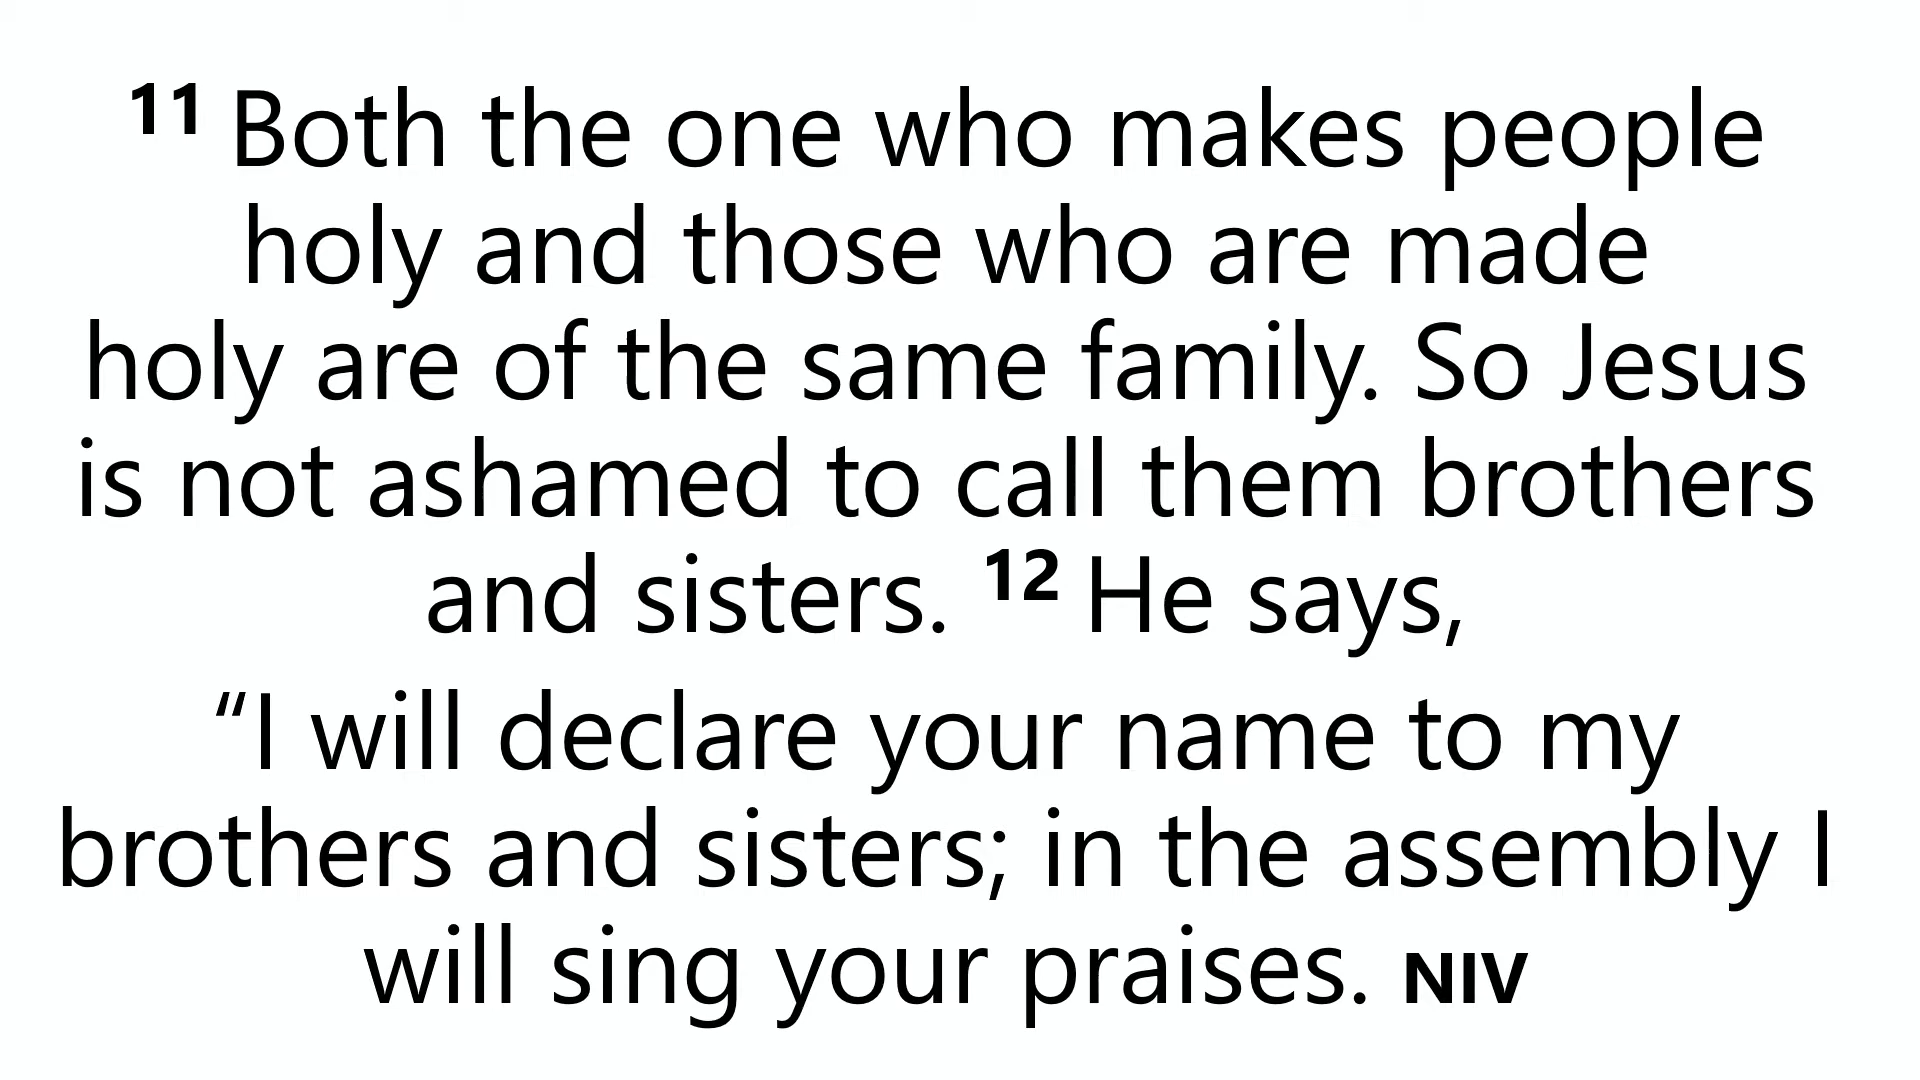 11 Both the one who makes people
holy and those who are made
holy are of the same family. So Jesus
is not ashamed to call them brothers
and sisters. 12 He says,
“I will declare your name to my
brothers and sisters; in the assembly I
will sing your praises. NIV